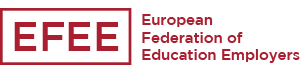 EFEE
European
Federation of
Education Employers